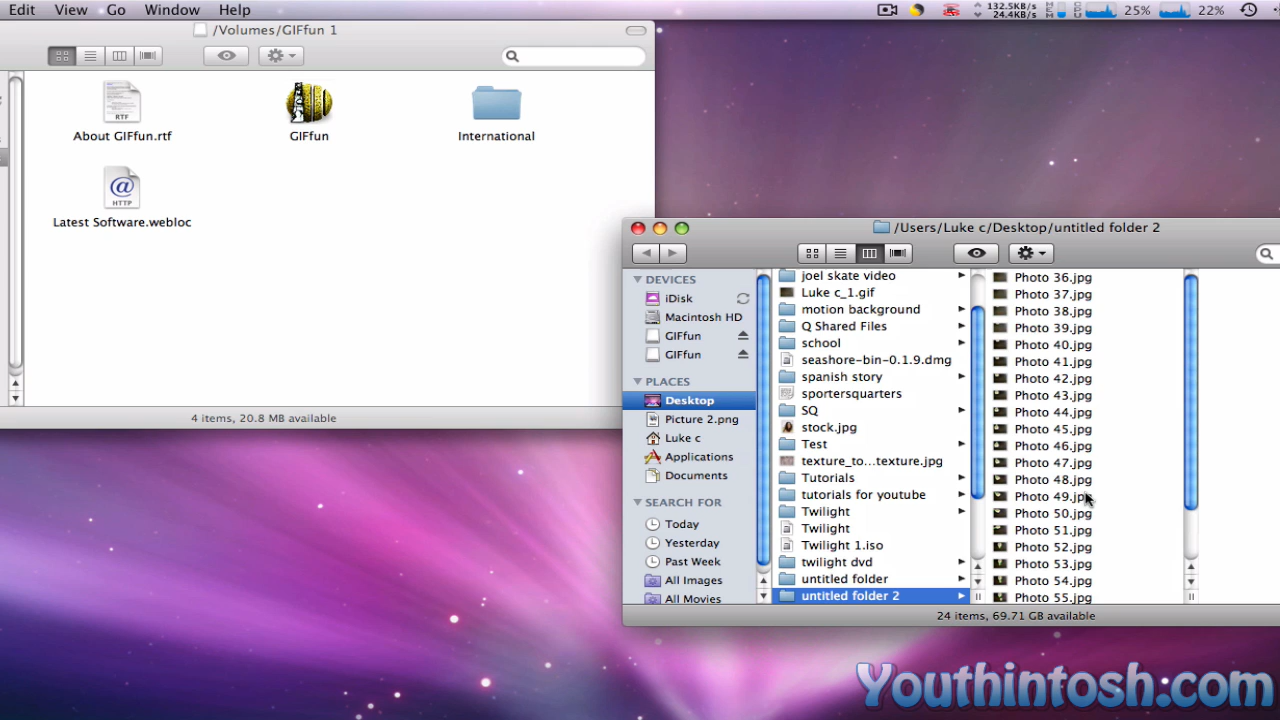 Edit View Go Window Help
132.5KB/s
24.4KB/s
MEM
CPU
25%
22%
/Volumes/GIFfun 1
RTF
About GIFfun.rtf
GIFfun
International
@
HTTP
Latest Software.webloc
4 items, 20.8 MB available
/Users/Luke c/Desktop/untitled folder 2
DEVICES
iDisk
Macintosh HD
GIFfun
GIFfun
PLACES
Desktop
Picture 2.png
Luke c
Applications
Documents
SEARCH FOR
Today
Yesterday
Past Week
All Images
All Movies
joel skate video
Luke c_1.gif
motion background
Q Shared Files
school
seashore-bin-0.1.9.dmg
spanish story
sportersquarters
SQ
stock.jpg
Test
texture_to...texture.jpg
Tutorials
tutorials for youtube
Twilight
Twilight
Twilight 1.iso
twilight dvd
untitled folder
untitled folder 2
Photo 36.jpg
Photo 37.jpg
Photo 38.jpg
Photo 39.jpg
Photo 40.jpg
Photo 41.jpg
Photo 42.jpg
Photo 43.jpg
Photo 44.jpg
Photo 45.jpg
Photo 46.jpg
Photo 47.jpg
Photo 48.jpg
Photo 49.jpg
Photo 50.jpg
Photo 51.jpg
Photo 52.jpg
Photo 53.jpg
Photo 54.jpg
Photo 55.jpg
24 items, 69.71 GB available
Youthintosh.com